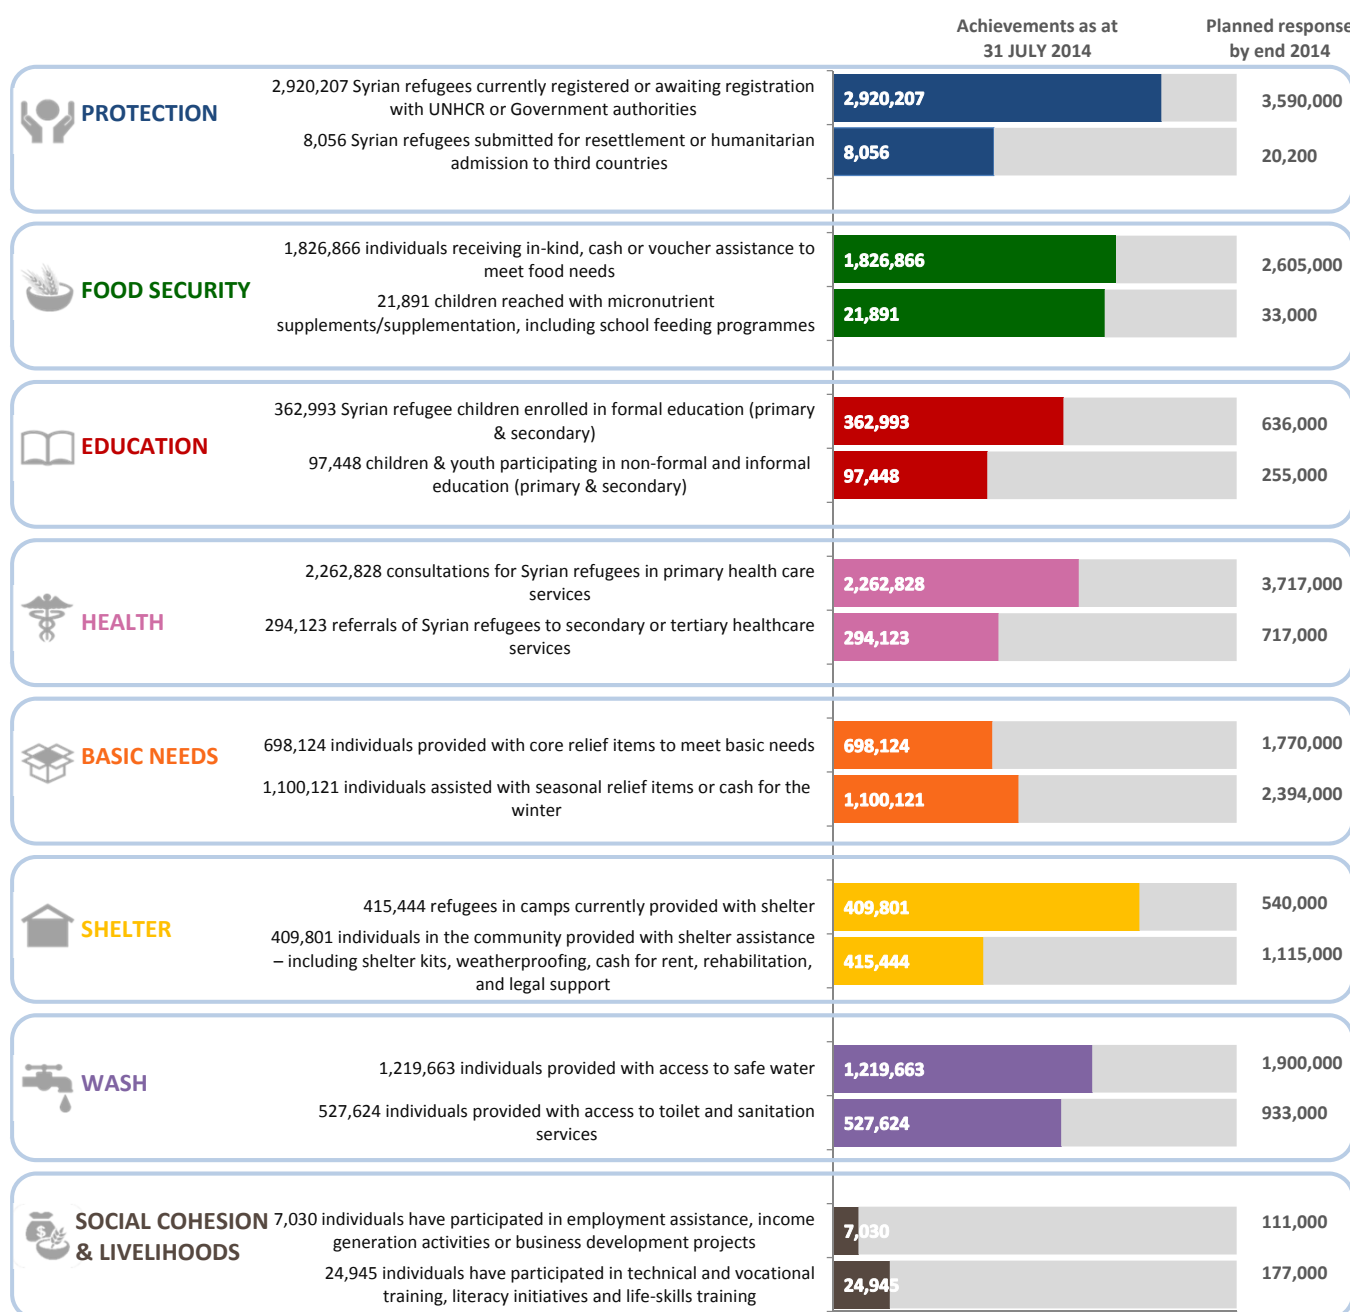 Achievements as at
31 JULY 2014
Planned response
by end 2014
PROTECTION
2,920,207 Syrian refugees currently registered or awaiting registration
with UNHCR or Government authorities
2,920,207
3,590,000
8,056 Syrian refugees submitted for resettlement or humanitarian
admission to third countries
8,056
20,200
FOOD SECURITY
1,826,866 individuals receiving in-kind, cash or voucher assistance to
meet food needs
1,826,866
2,605,000
21,891 children reached with micronutrient
supplements/supplementation, including school feeding programmes
21,891
33,000
EDUCATION
362,993 Syrian refugee children enrolled in formal education (primary
& secondary)
362,993
636,000
97,448 children & youth participating in non-formal and informal
education (primary & secondary)
97,448
255,000
HEALTH
2,262,828 consultations for Syrian refugees in primary health care
services
2,262,828
3,717,000
294,123 referrals of Syrian refugees to secondary or tertiary healthcare
services
294,123
717,000
BASIC NEEDS
698,124 individuals provided with core relief items to meet basic needs
698,124
1,770,000
1,100,121 individuals assisted with seasonal relief items or cash for the
winter
1,100,121
2,394,000
SHELTER
415,444 refugees in camps currently provided with shelter
409,801
540,000
409,801 individuals in the community provided with shelter assistance
– including shelter kits, weatherproofing, cash for rent, rehabilitation,
and legal support
415,444
1,115,000
WASH
1,219,663 individuals provided with access to safe water
1,219,663
1,900,000
527,624 individuals provided with access to toilet and sanitation
services
527,624
933,000
SOCIAL COHESION
& LIVELIHOODS
7,030 individuals have participated in employment assistance, income
generation activities or business development projects
7,030
111,000
24,945 individuals have participated in technical and vocational
training, literacy initiatives and life-skills training
24,945
177,000